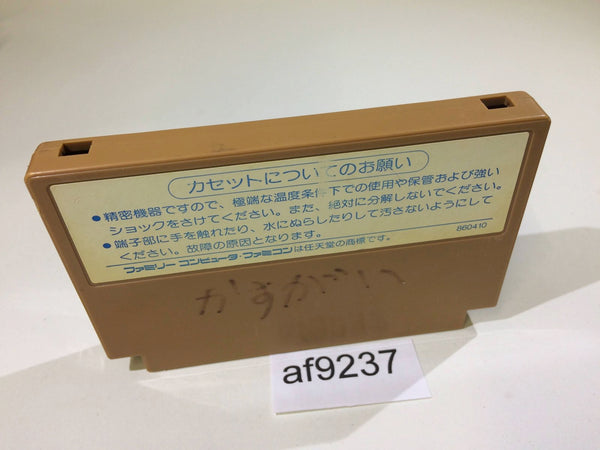 カセットについてのお願い
●精密機器ですので、極端な温度条件下での使用や保管および強い
ショックをさけてください。また、絶対に分解しないでください。
●端子部に手を触れたり、水にぬらしたりして汚さないようにして
ください。故障の原因となります。
860410
ファミリーコンピュータ・ファミコンは任天堂の商標です。
af9237